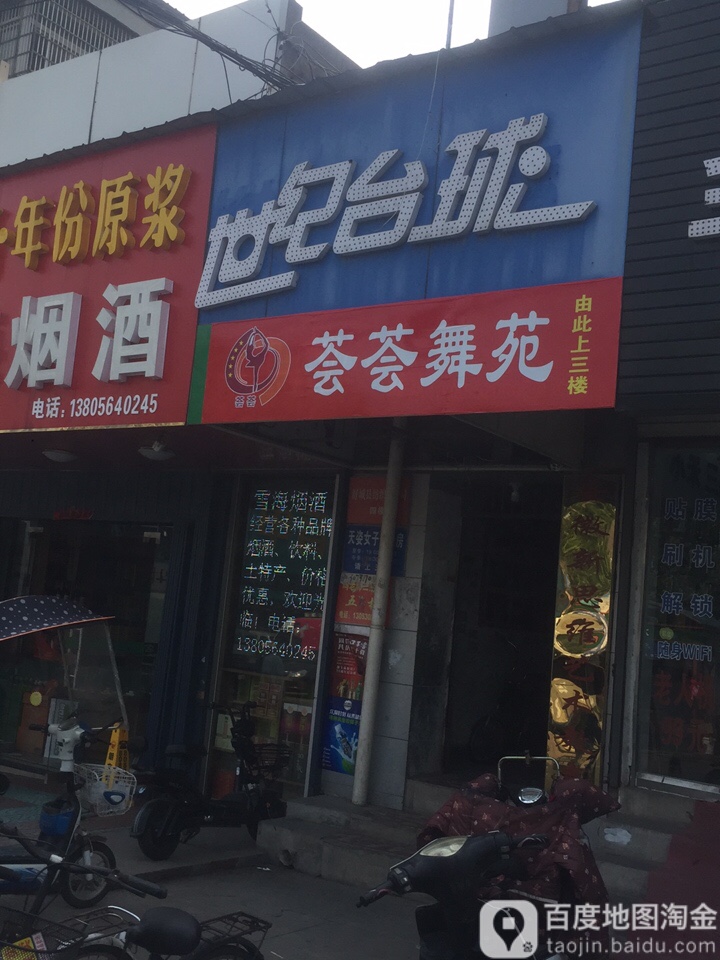 ·年份原浆
烟酒
电话:13805640245
世纪台球
荟荟舞苑
由此上三楼
荟荟
雪海烟酒
经营各种品牌
烟酒、饮料、
土特产、价格
优惠,欢迎光
临!电话:
13805640245
天姿女子
贴膜
刷机
解锁
随身WiFi
百度地图淘金
taojin.baidu.com